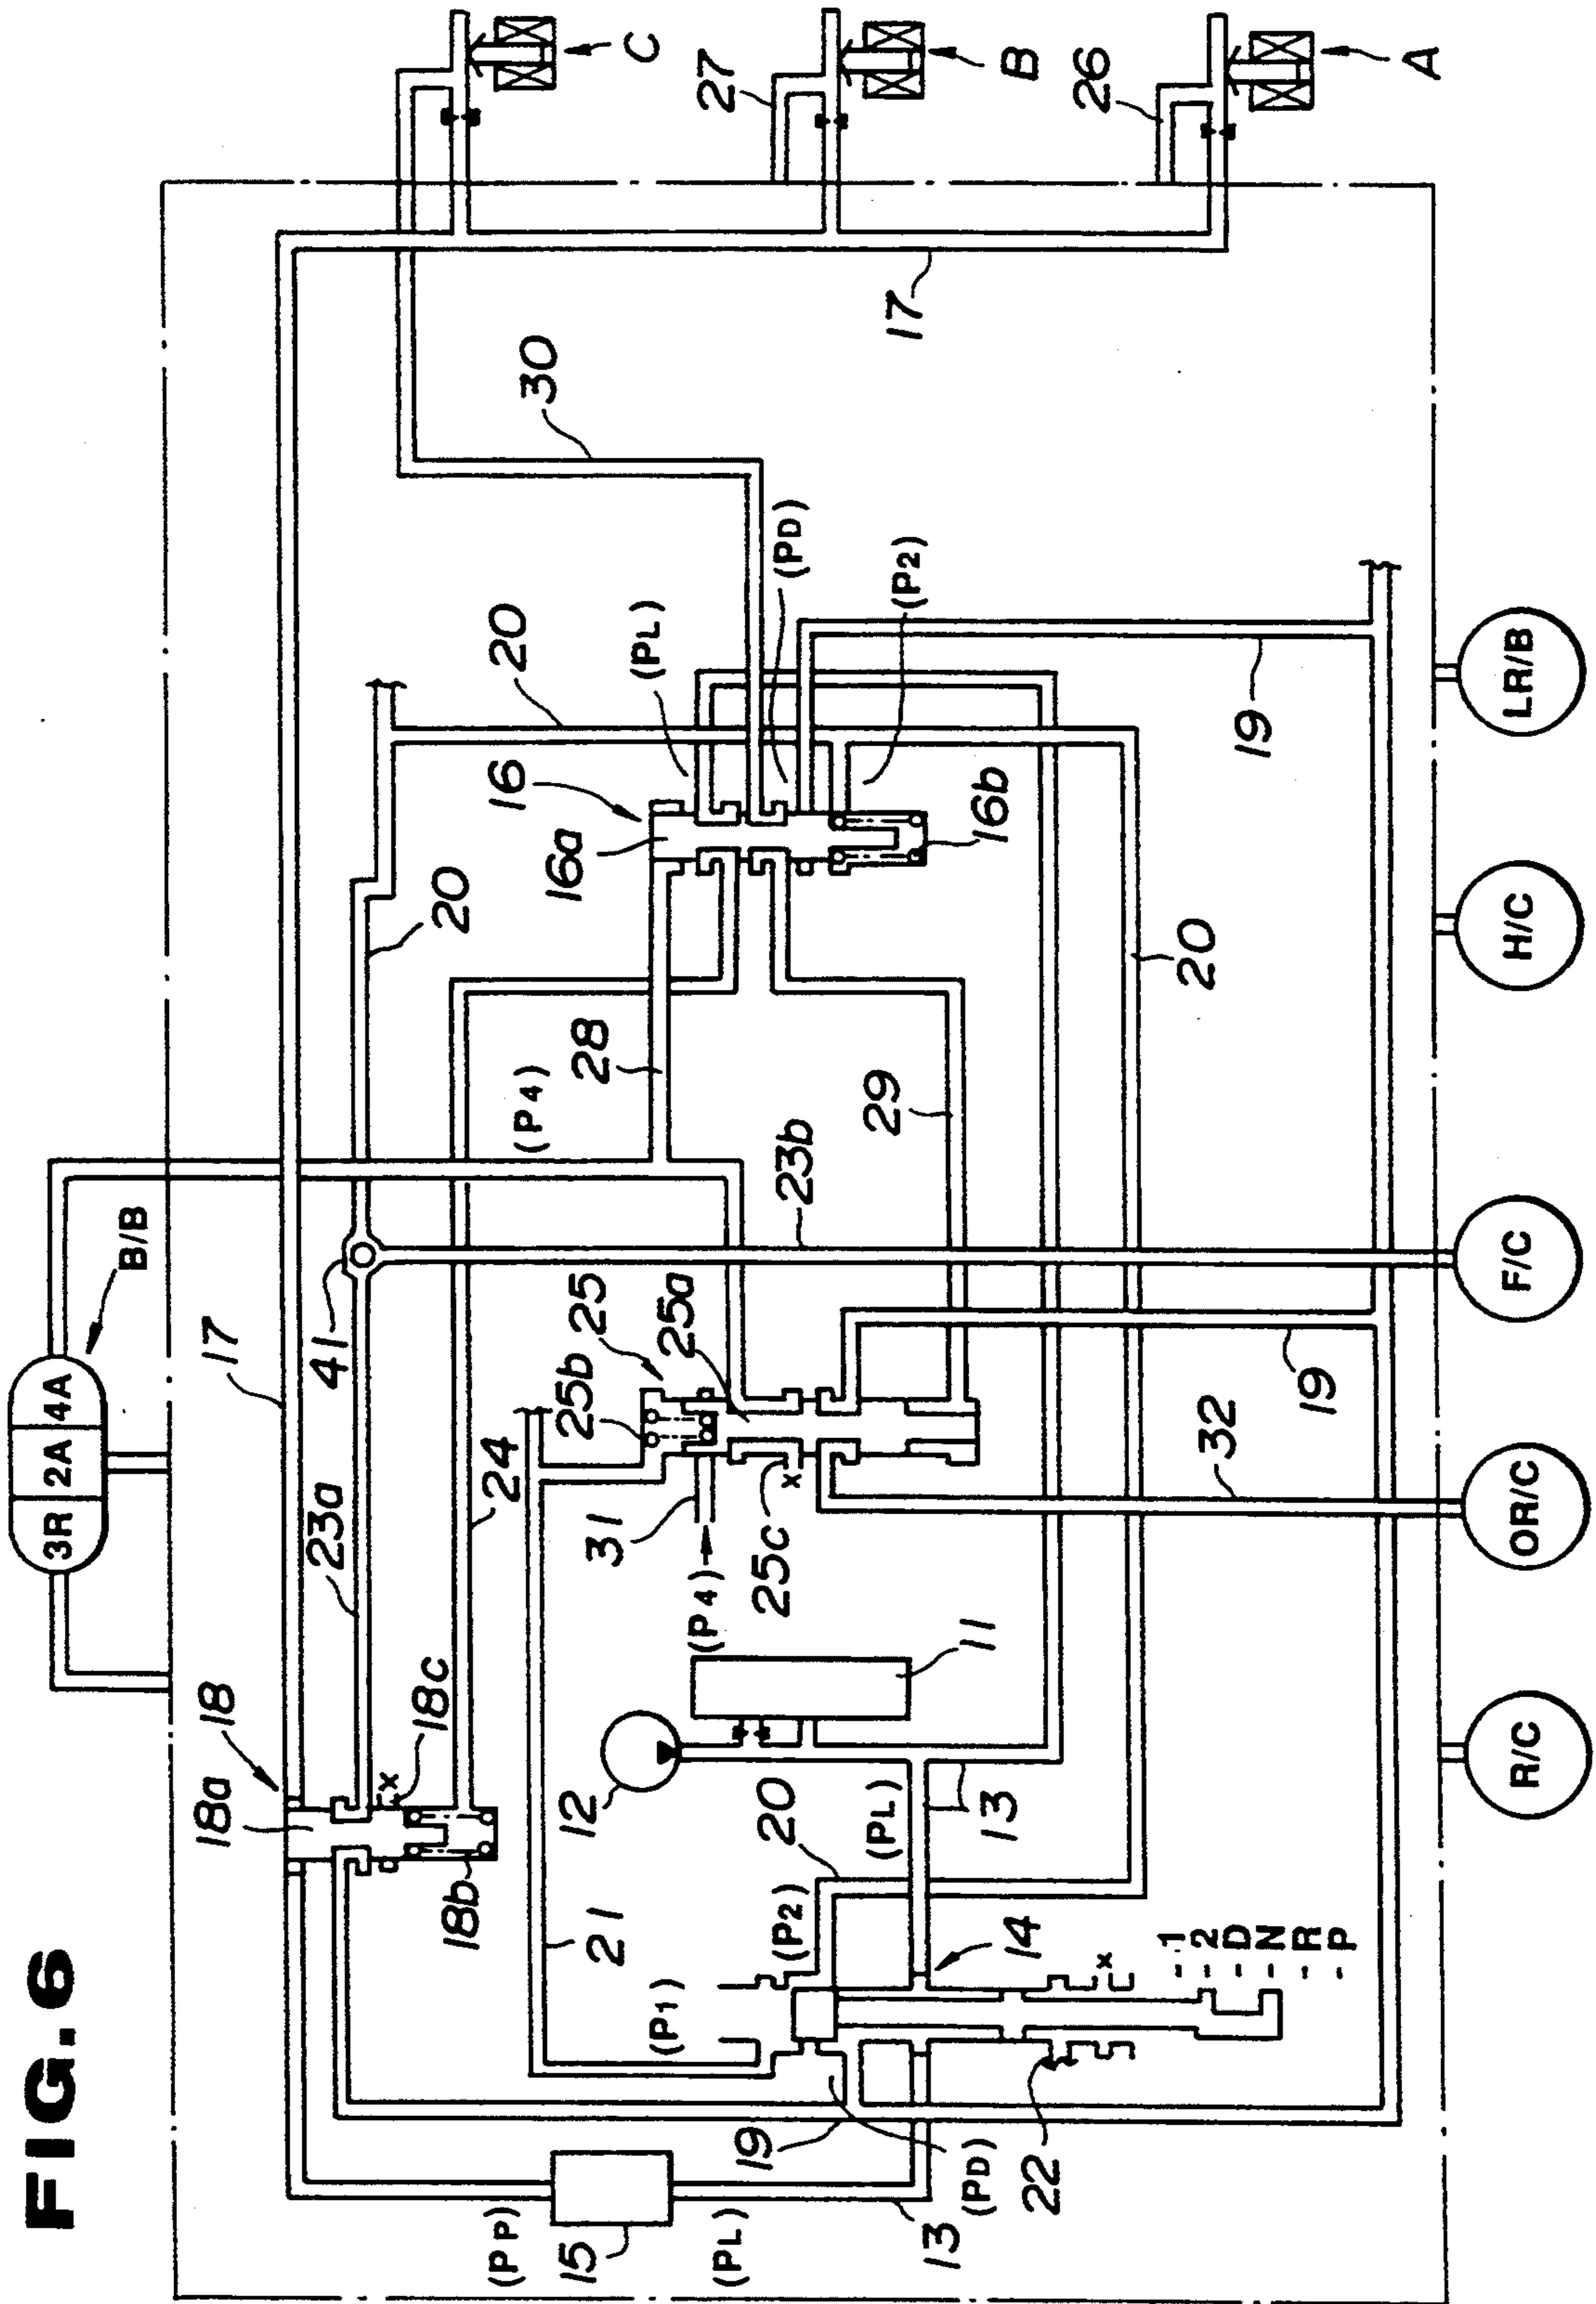 FIG. 6
3R 2A 4A
B/B
17
18
18a
18b
18c
23a
41
20
24
(P4)
28
16
16a
16b
(PL)
20
(PD)
(P2)
30
C
27
B
26
A
17
19
20
29
23b
25
25a
25b
25c
x
x
31
(P4)
32
19
11
12
13
(PL)
20
(P2)
21
(P1)
14
1
2
D
N
R
P
x
22
19
(PD)
13
(PL)
15
(PP)
R/C
OR/C
F/C
H/C
LR/B